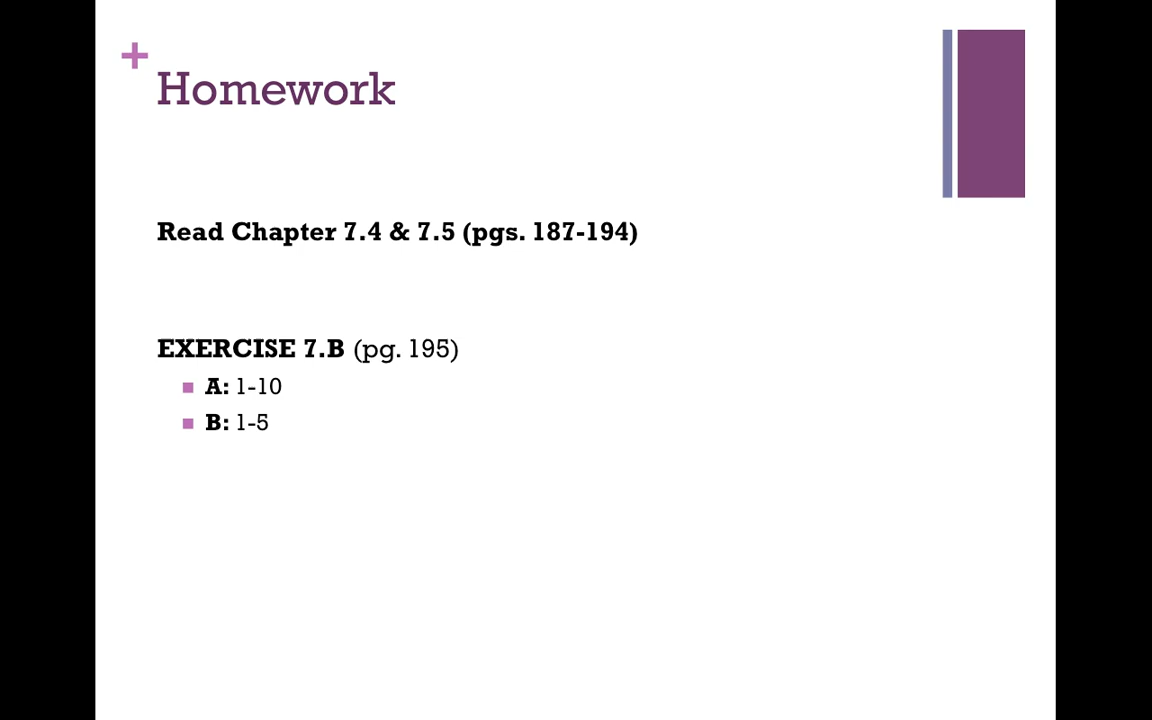 +
Homework
Read Chapter 7.4 & 7.5 (pgs. 187-194)
EXERCISE 7.B (pg. 195)
A: 1-10
B: 1-5